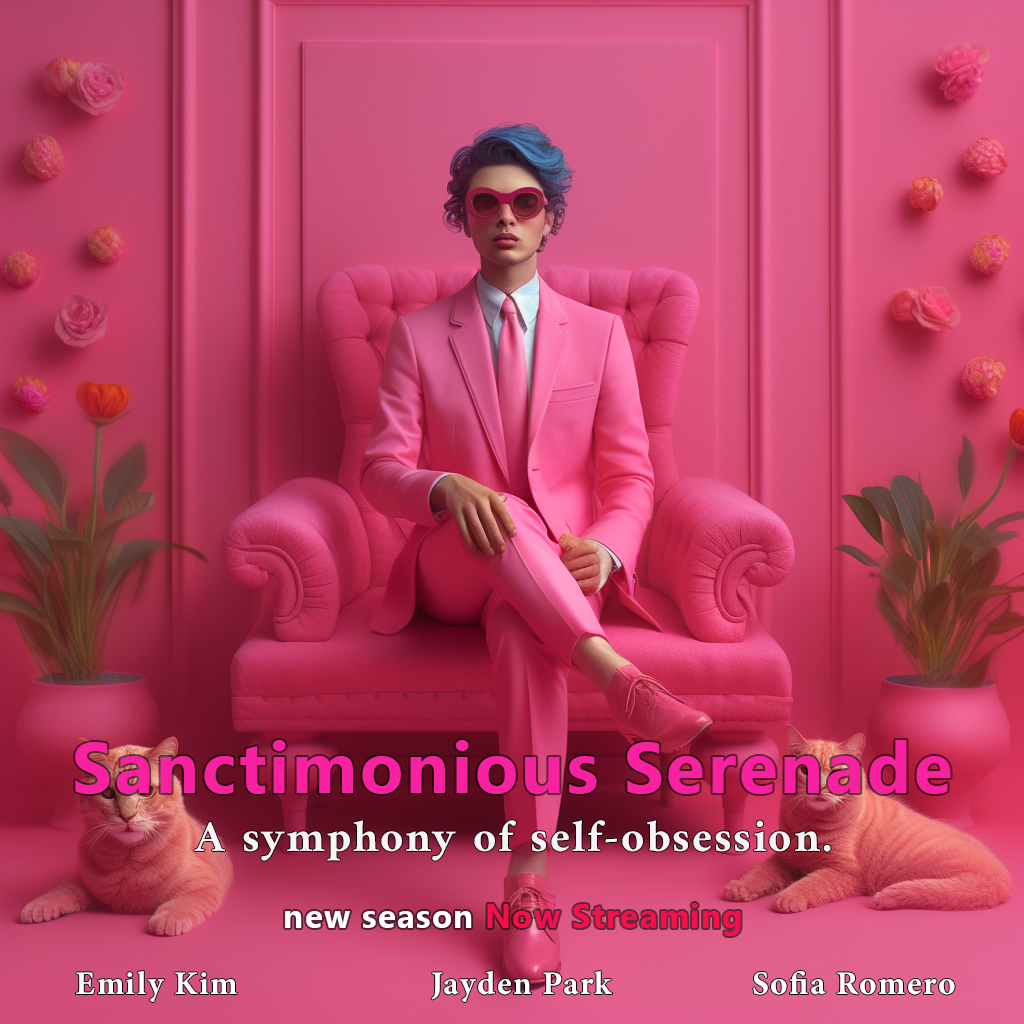 Sanctimonious Serenade
A symphony of self-obsession.
new season Now Streaming
Emily Kim Jayden Park Sofia Romero